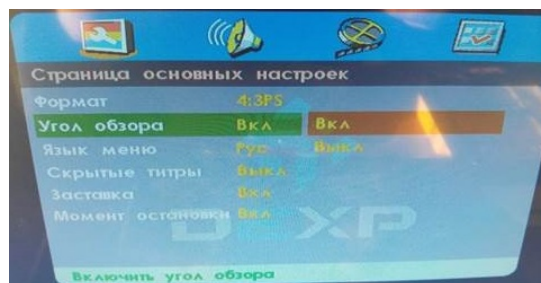 Страница основных настроек
Формат 4:3PS
Угол обзора Вкл Вкл
Язык меню Рус Выкл
Скрытые титры Выкл
Заставка Вкл
Момент остановки Вкл
DEXP
Включить угол обзора